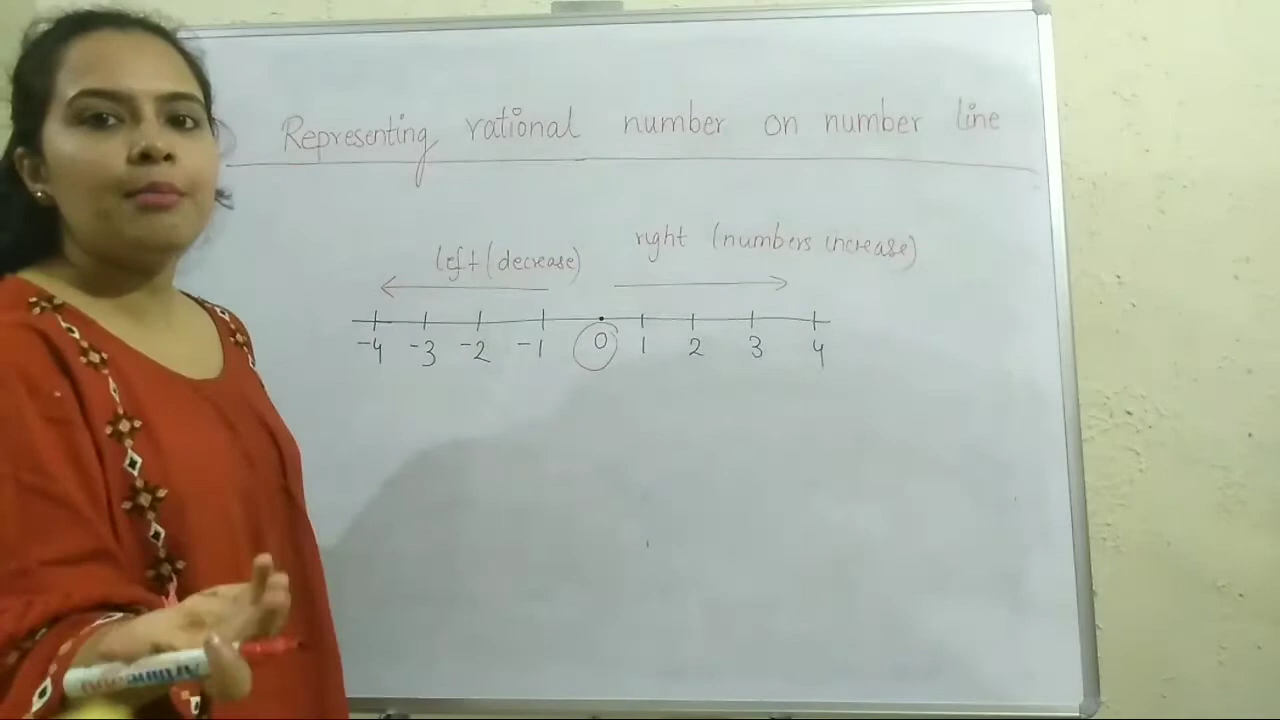 Representing rational number on number line
left (decrease) right (numbers increase)
-4 -3 -2 -1 0 1 2 3 4